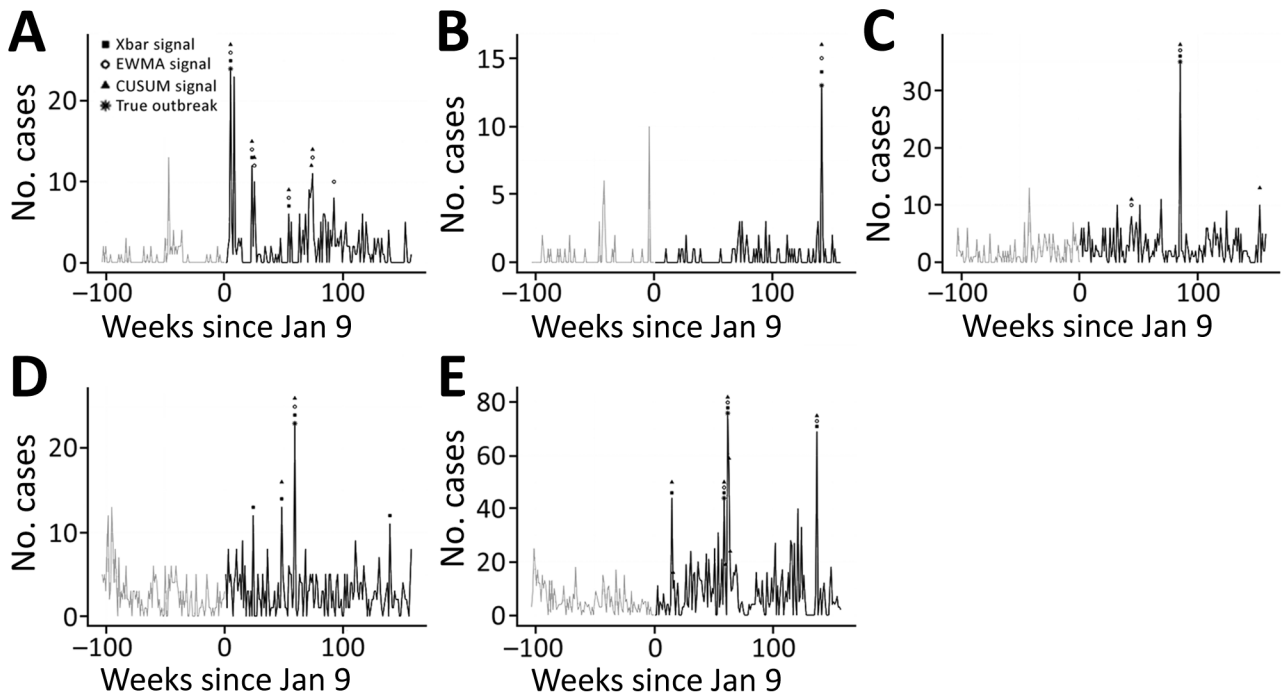 A
Xbar signal
EWMA signal
CUSUM signal
True outbreak
No. cases
20
10
0
−100 0 100
Weeks since Jan 9
B
No. cases
15
10
5
0
−100 0 100
Weeks since Jan 9
C
No. cases
30
20
10
0
−100 0 100
Weeks since Jan 9
D
No. cases
20
10
0
−100 0 100
Weeks since Jan 9
E
No. cases
80
60
40
20
0
−100 0 100
Weeks since Jan 9